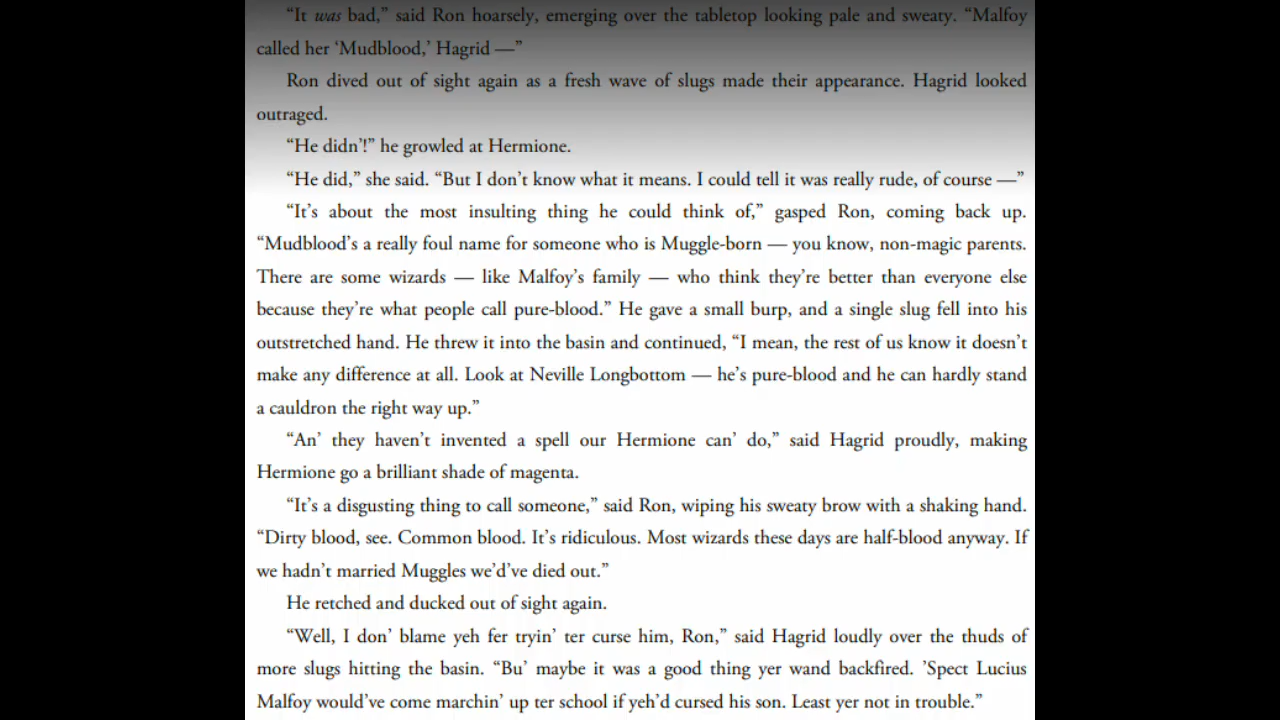 “It was bad,” said Ron hoarsely, emerging over the tabletop looking pale and sweaty. “Malfoy
called her ‘Mudblood,’ Hagrid —”
Ron dived out of sight again as a fresh wave of slugs made their appearance. Hagrid looked
outraged.
“He didn’!” he growled at Hermione.
“He did,” she said. “But I don’t know what it means. I could tell it was really rude, of course —”
“It’s about the most insulting thing he could think of,” gasped Ron, coming back up.
“Mudblood’s a really foul name for someone who is Muggle-born — you know, non-magic parents.
There are some wizards — like Malfoy’s family — who think they’re better than everyone else
because they’re what people call pure-blood.” He gave a small burp, and a single slug fell into his
outstretched hand. He threw it into the basin and continued, “I mean, the rest of us know it doesn’t
make any difference at all. Look at Neville Longbottom — he’s pure-blood and he can hardly stand
a cauldron the right way up.”
“An’ they haven’t invented a spell our Hermione can’ do,” said Hagrid proudly, making
Hermione go a brilliant shade of magenta.
“It’s a disgusting thing to call someone,” said Ron, wiping his sweaty brow with a shaking hand.
“Dirty blood, see. Common blood. It’s ridiculous. Most wizards these days are half-blood anyway. If
we hadn’t married Muggles we’d’ve died out.”
He retched and ducked out of sight again.
“Well, I don’ blame yeh fer tryin’ ter curse him, Ron,” said Hagrid loudly over the thuds of
more slugs hitting the basin. “Bu’ maybe it was a good thing yer wand backfired. ’Spect Lucius
Malfoy would’ve come marchin’ up ter school if yeh’d cursed his son. Least yer not in trouble.”